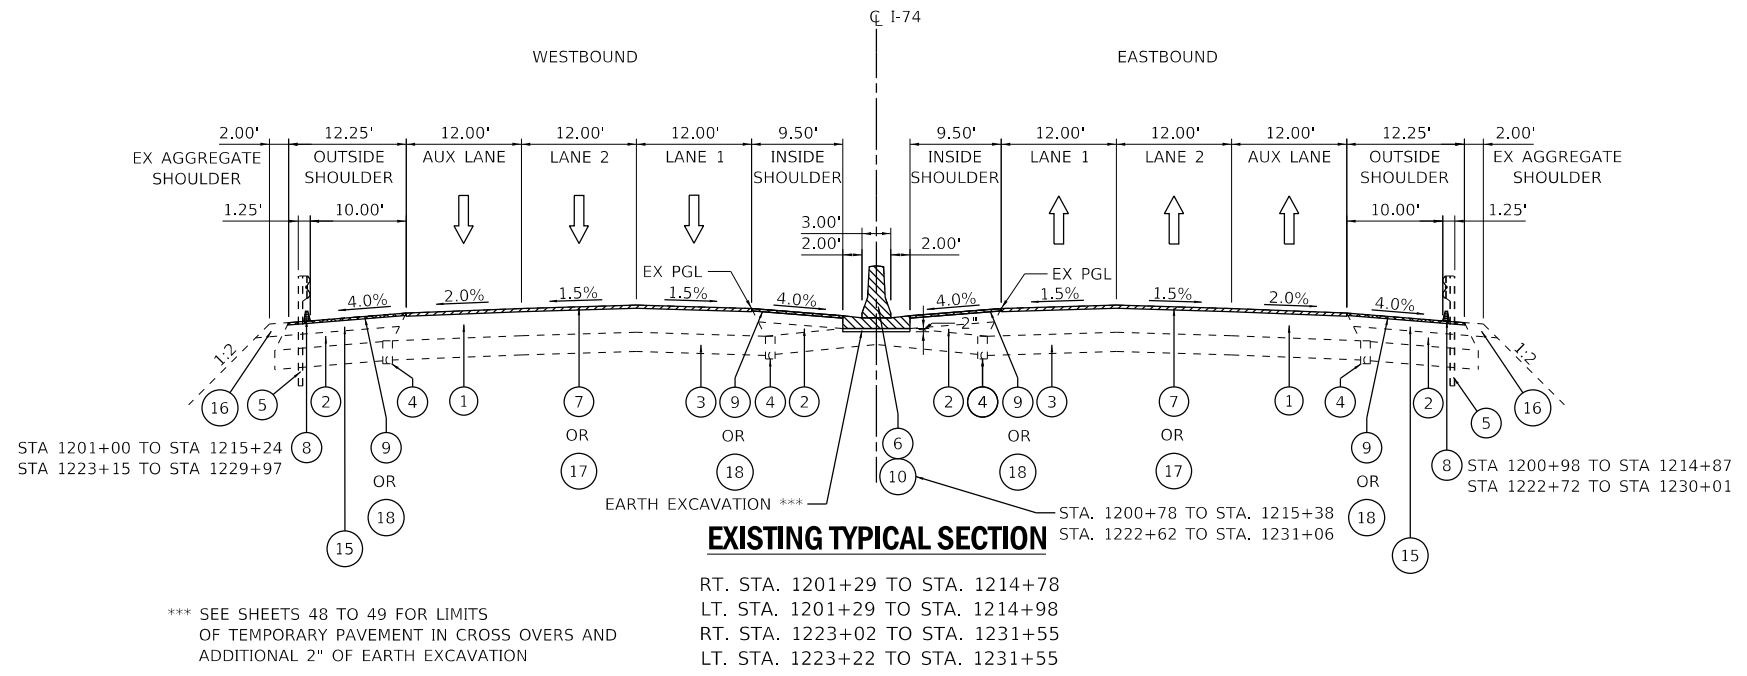 ℄ I-74
WESTBOUND
EASTBOUND
2.00' 12.25' 12.00' 12.00' 12.00' 9.50' 9.50' 12.00' 12.00' 12.00' 12.25' 2.00'
EX AGGREGATE SHOULDER
OUTSIDE SHOULDER
AUX LANE
LANE 2
LANE 1
INSIDE SHOULDER
INSIDE SHOULDER
LANE 1
LANE 2
AUX LANE
OUTSIDE SHOULDER
EX AGGREGATE SHOULDER
1.25' 10.00' 10.00' 1.25'
3.00'
2.00' 2.00'
EX PGL EX PGL
4.0% 2.0% 1.5% 1.5% 4.0% 4.0% 1.5% 1.5% 2.0% 4.0%
2"
1:2 1:2
16 5 2 4 1 7 3 9 4 2 2 4 9 3 7 1 4 2 5 16
8 9 OR OR 6 OR OR 9 8
STA 1201+00 TO STA 1215+24
STA 1223+15 TO STA 1229+97
STA 1200+98 TO STA 1214+87
STA 1222+72 TO STA 1230+01
OR 17 18 10 18 17 OR
18 18
15 15
EARTH EXCAVATION ***
STA. 1200+78 TO STA. 1215+38
STA. 1222+62 TO STA. 1231+06
EXISTING TYPICAL SECTION
RT. STA. 1201+29 TO STA. 1214+78
LT. STA. 1201+29 TO STA. 1214+98
RT. STA. 1223+02 TO STA. 1231+55
LT. STA. 1223+22 TO STA. 1231+55
*** SEE SHEETS 48 TO 49 FOR LIMITS
OF TEMPORARY PAVEMENT IN CROSS OVERS AND
ADDITIONAL 2" OF EARTH EXCAVATION